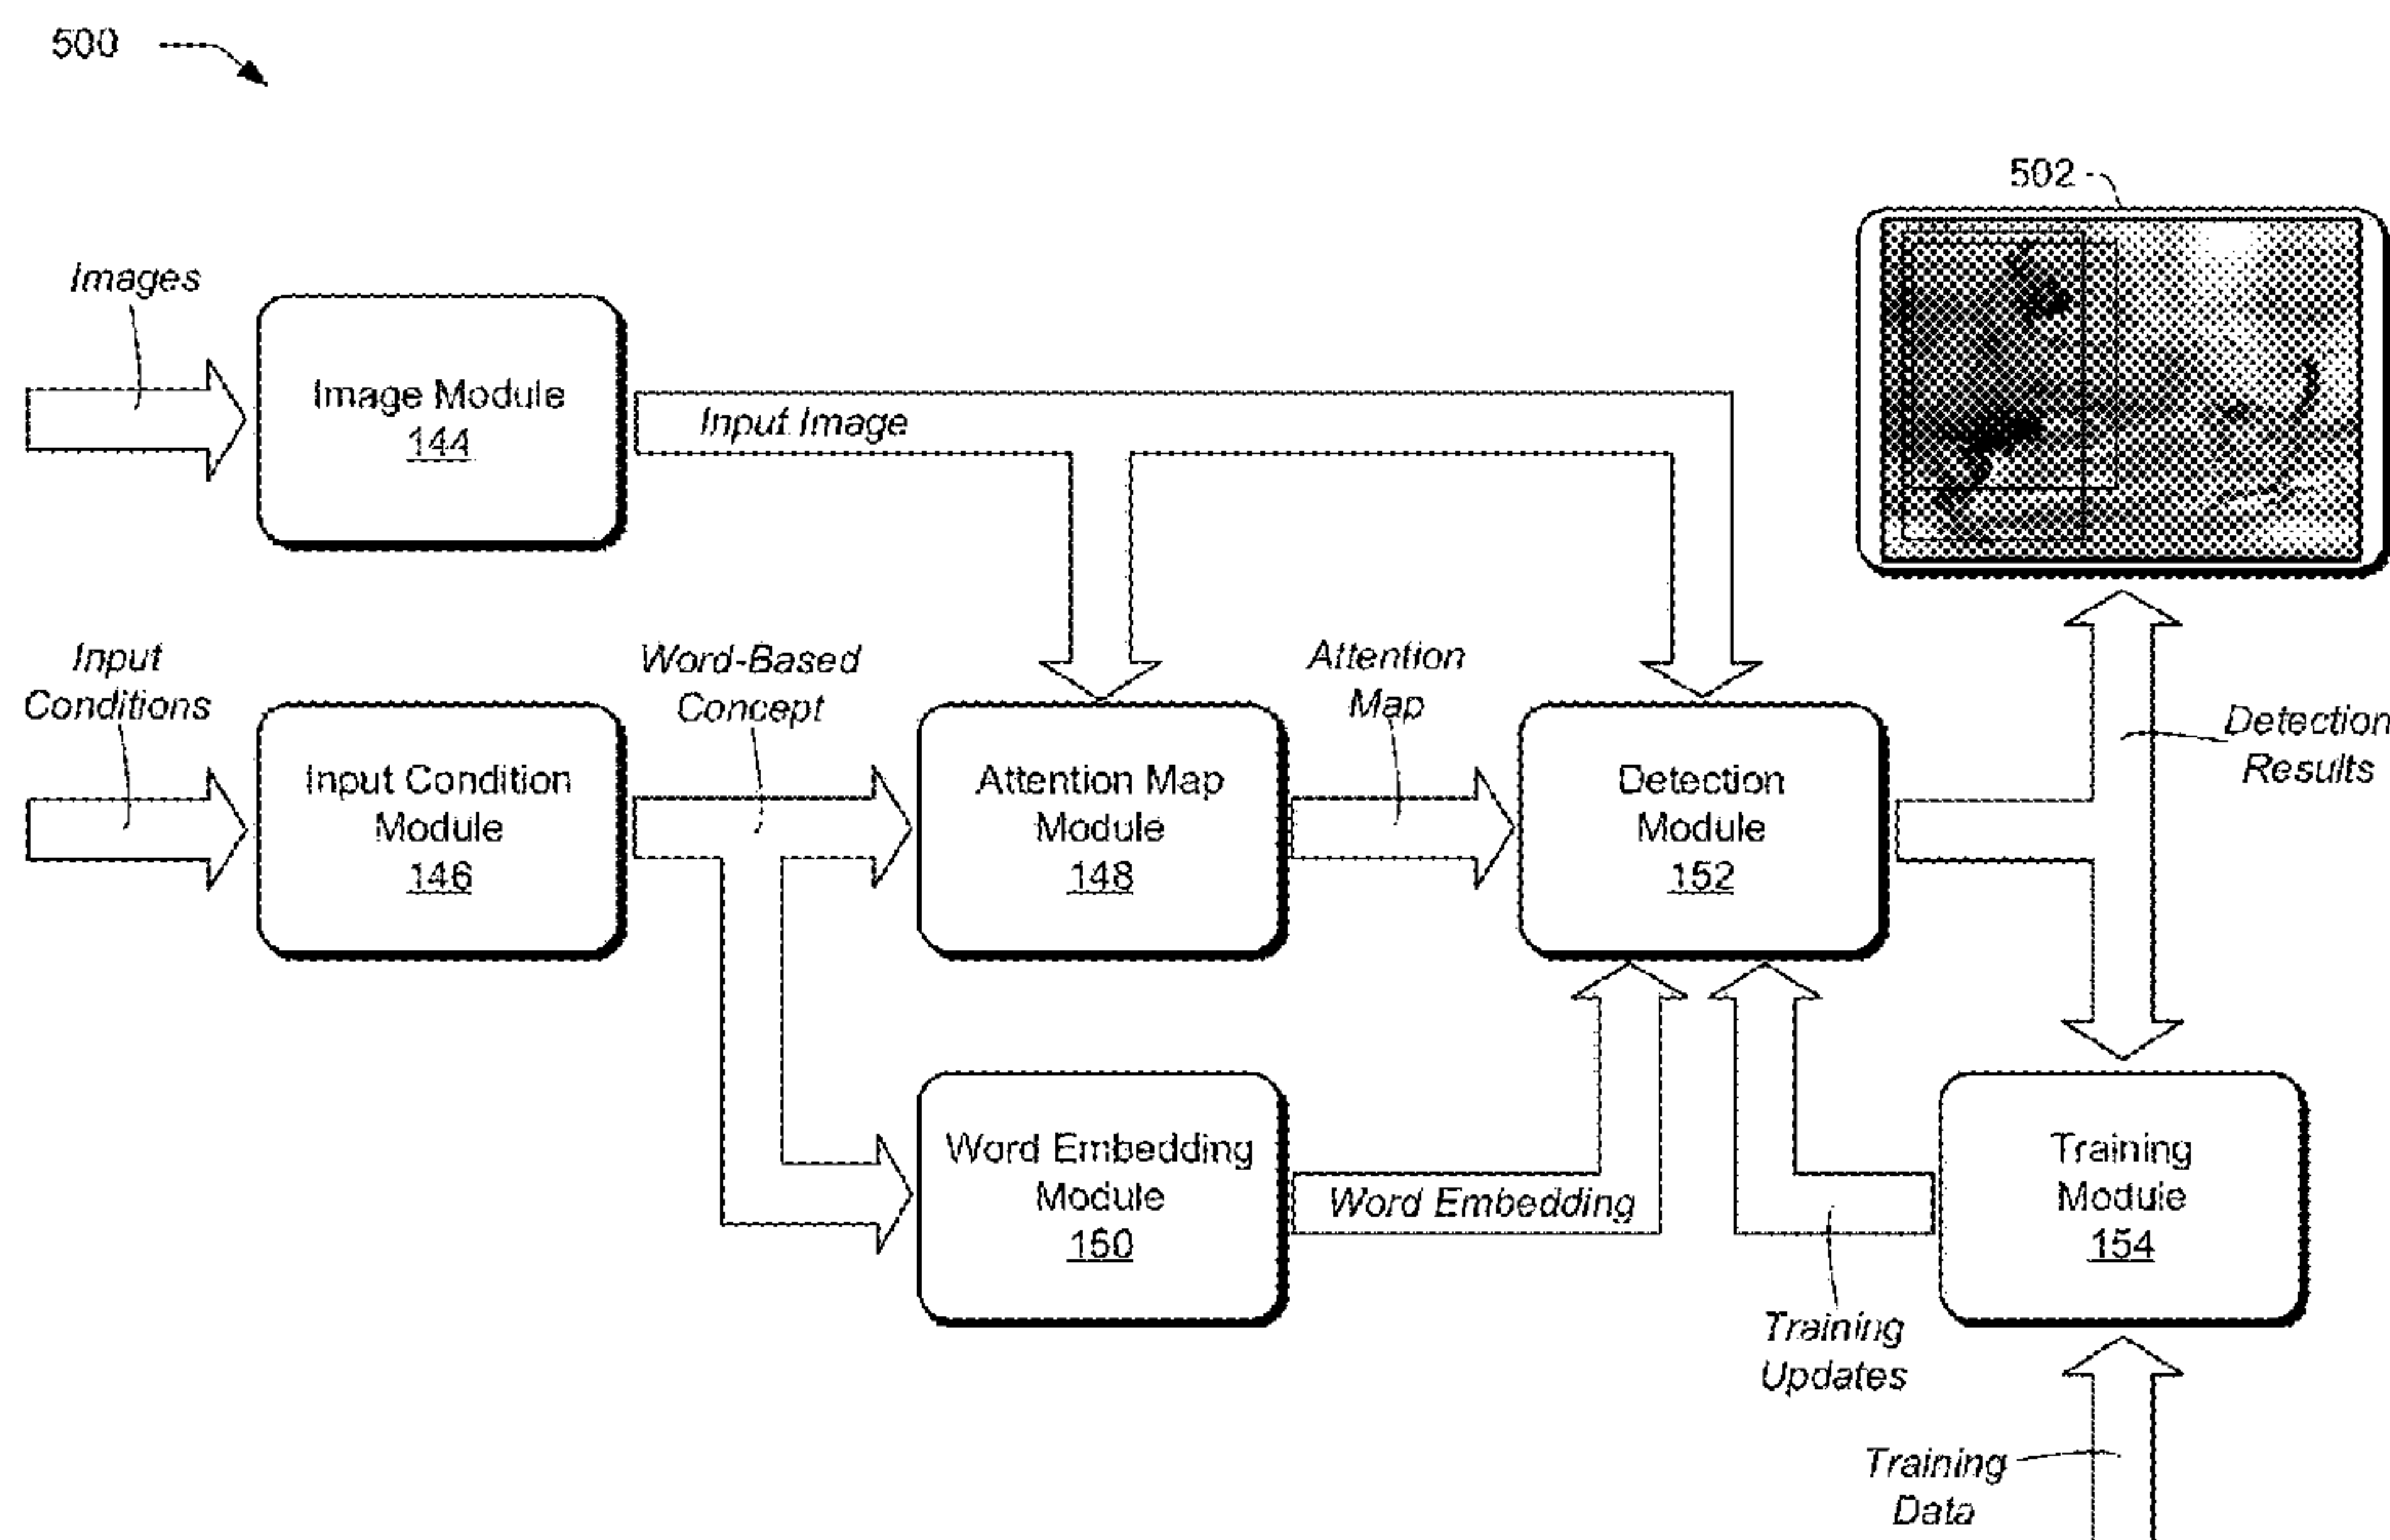 500
502
Images
Image Module
144
Input Image
Input
Conditions
Word-Based
Concept
Attention
Map
Detection
Results
Input Condition
Module
146
Attention Map
Module
148
Detection
Module
152
Word Embedding
Module
150
Word Embedding
Training
Module
154
Training
Updates
Training
Data